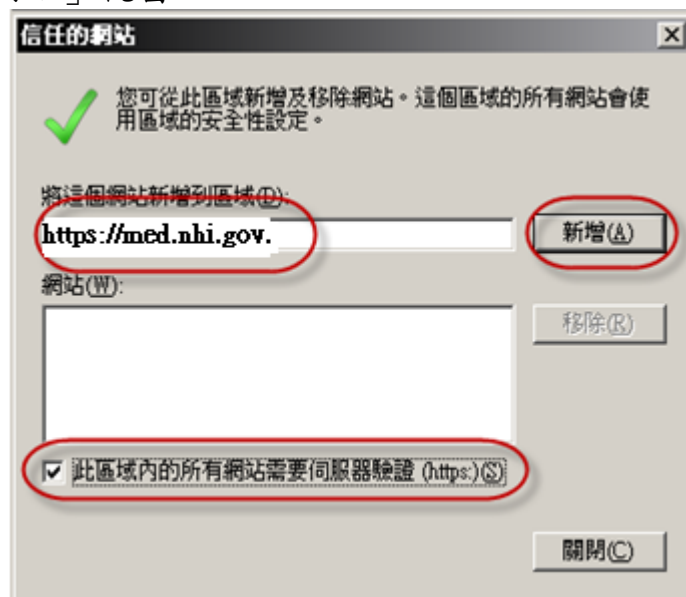 信任的網站
您可從此區域新增及移除網站。這個區域的所有網站會使
用區域的安全性設定。
將這個網站新增到區域(D):
https://med.nhi.gov.
新增(A)
網站(W):
移除(R)
此區域內的所有網站需要伺服器驗證 (https:)(S)
關閉(C)